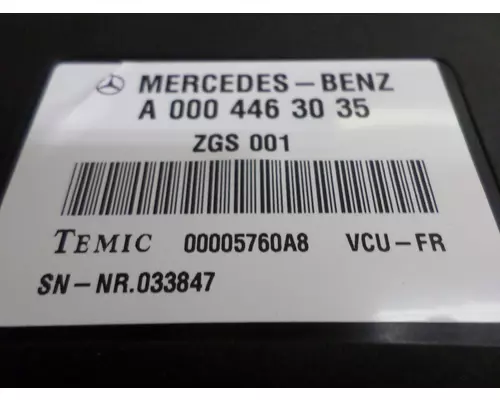 MERCEDES-BENZ
A 000 446 30 35
ZGS 001
TEMIC 00005760A8 VCU-FR
SN-NR.033847